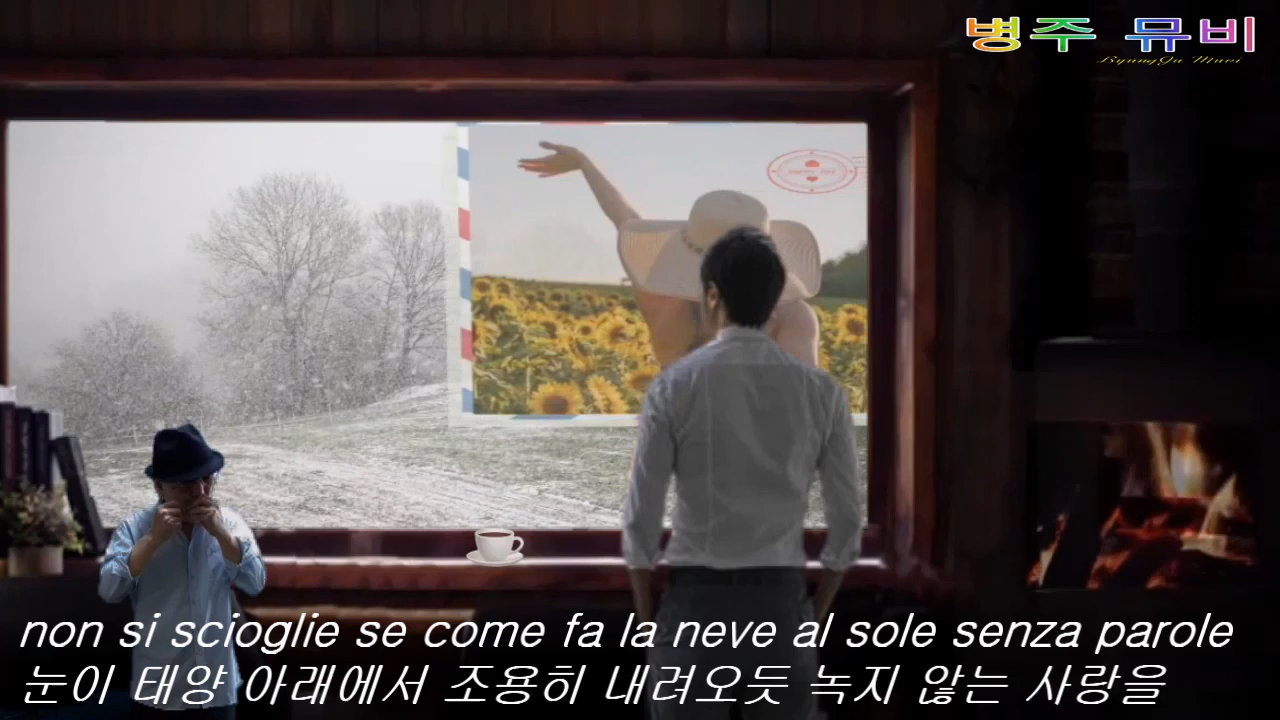 병주 뮤비
ByungJu Muvi
non si scioglie se come fa la neve al sole senza parole
눈이 태양 아래에서 조용히 내려오듯 녹지 않는 사랑을